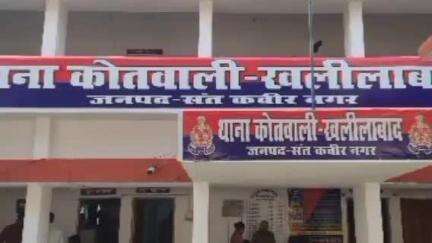 थाना कोतवाली-खलीलाबाद
जनपद-संत कबीर नगर
थाना कोतवाली-खलीलाबाद
जनपद-संत कबीर नगर